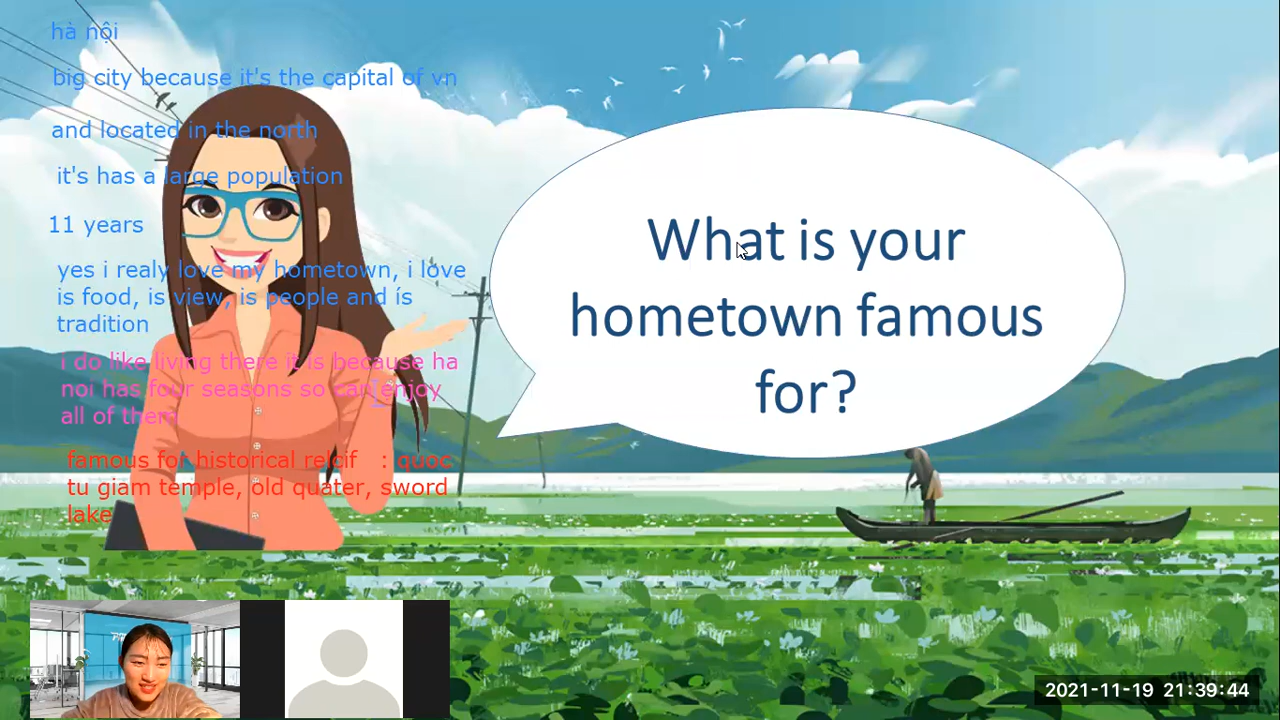 hà nội
big city because it's the capital of vn
and located in the north
it's has a large population
11 years
yes i realy love my hometown, i love
is food, is view, is people and ís
tradition
i do like living there it is because ha
noi has four seasons so can enjoy
all of them
famous for historical relcif : quoc
tu giam temple, old quater, sword
lake
What is your
hometown famous
for?
2021-11-19 21:39:44